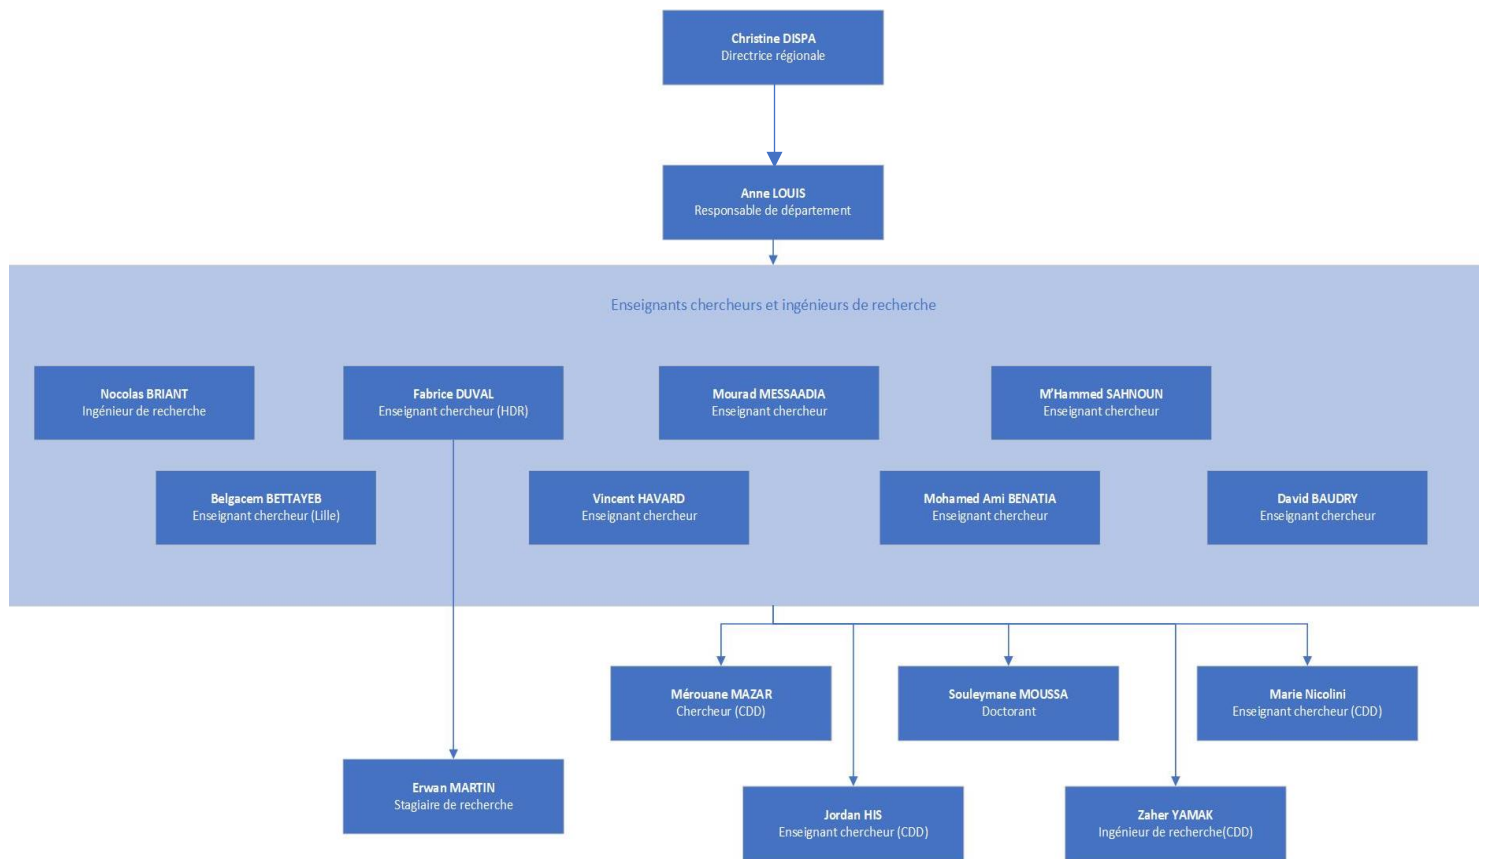 Christine DISPA
Directrice régionale
Anne LOUIS
Responsable de département
Enseignants chercheurs et ingénieurs de recherche
Nocolas BRIANT
Ingénieur de recherche
Fabrice DUVAL
Enseignant chercheur (HDR)
Mourad MESSAADIA
Enseignant chercheur
M'Hammed SAHNOUN
Enseignant chercheur
Belgacem BETTAYEB
Enseignant chercheur (Lille)
Vincent HAVARD
Enseignant chercheur
Mohamed Ami BENATIA
Enseignant chercheur
David BAUDRY
Enseignant chercheur
Mérouane MAZAR
Chercheur (CDD)
Souleymane MOUSSA
Doctorant
Marie Nicolini
Enseignant chercheur (CDD)
Erwan MARTIN
Stagiaire de recherche
Jordan HIS
Enseignant chercheur (CDD)
Zaher YAMAK
Ingénieur de recherche(CDD)